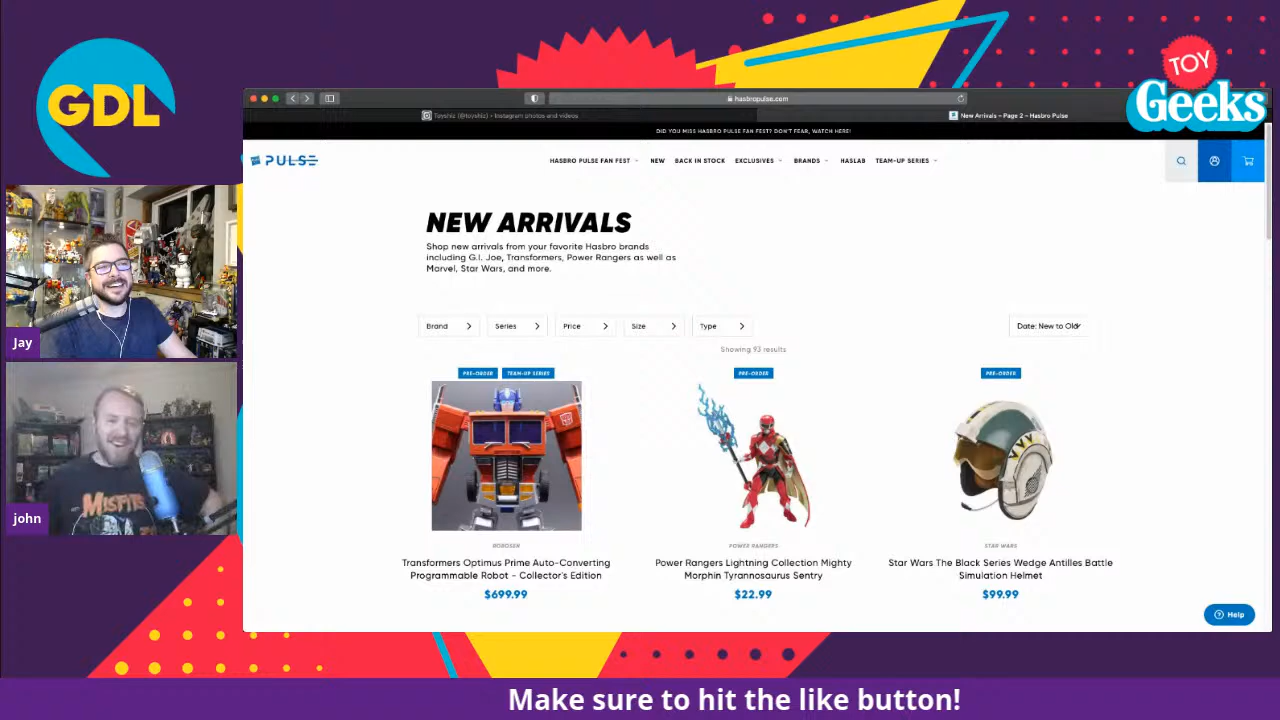 GDL
TOY
Geeks
hasbropulse.com
Toyshiz (@toyshiz) • Instagram photos and videos
New Arrivals – Page 2 – Hasbro Pulse
DID YOU MISS HASBRO PULSE FAN FEST? DON'T FEAR, WATCH HERE!
PULSE
HASBRO PULSE FAN FEST
NEW
BACK IN STOCK
EXCLUSIVES
BRANDS
HASLAB
TEAM-UP SERIES
NEW ARRIVALS
Shop new arrivals from your favorite Hasbro brands
including G.I. Joe, Transformers, Power Rangers as well as
Marvel, Star Wars, and more.
Brand
Series
Price
Size
Type
Date: New to Old
Showing 93 results
PRE-ORDER
TEAM-UP SERIES
PRE-ORDER
PRE-ORDER
ROBOSEN
Transformers Optimus Prime Auto-Converting
Programmable Robot - Collector's Edition
$699.99
POWER RANGERS
Power Rangers Lightning Collection Mighty
Morphin Tyrannosaurus Sentry
$22.99
STAR WARS
Star Wars The Black Series Wedge Antilles Battle
Simulation Helmet
$99.99
Help
Jay
MISFITS
john
Make sure to hit the like button!